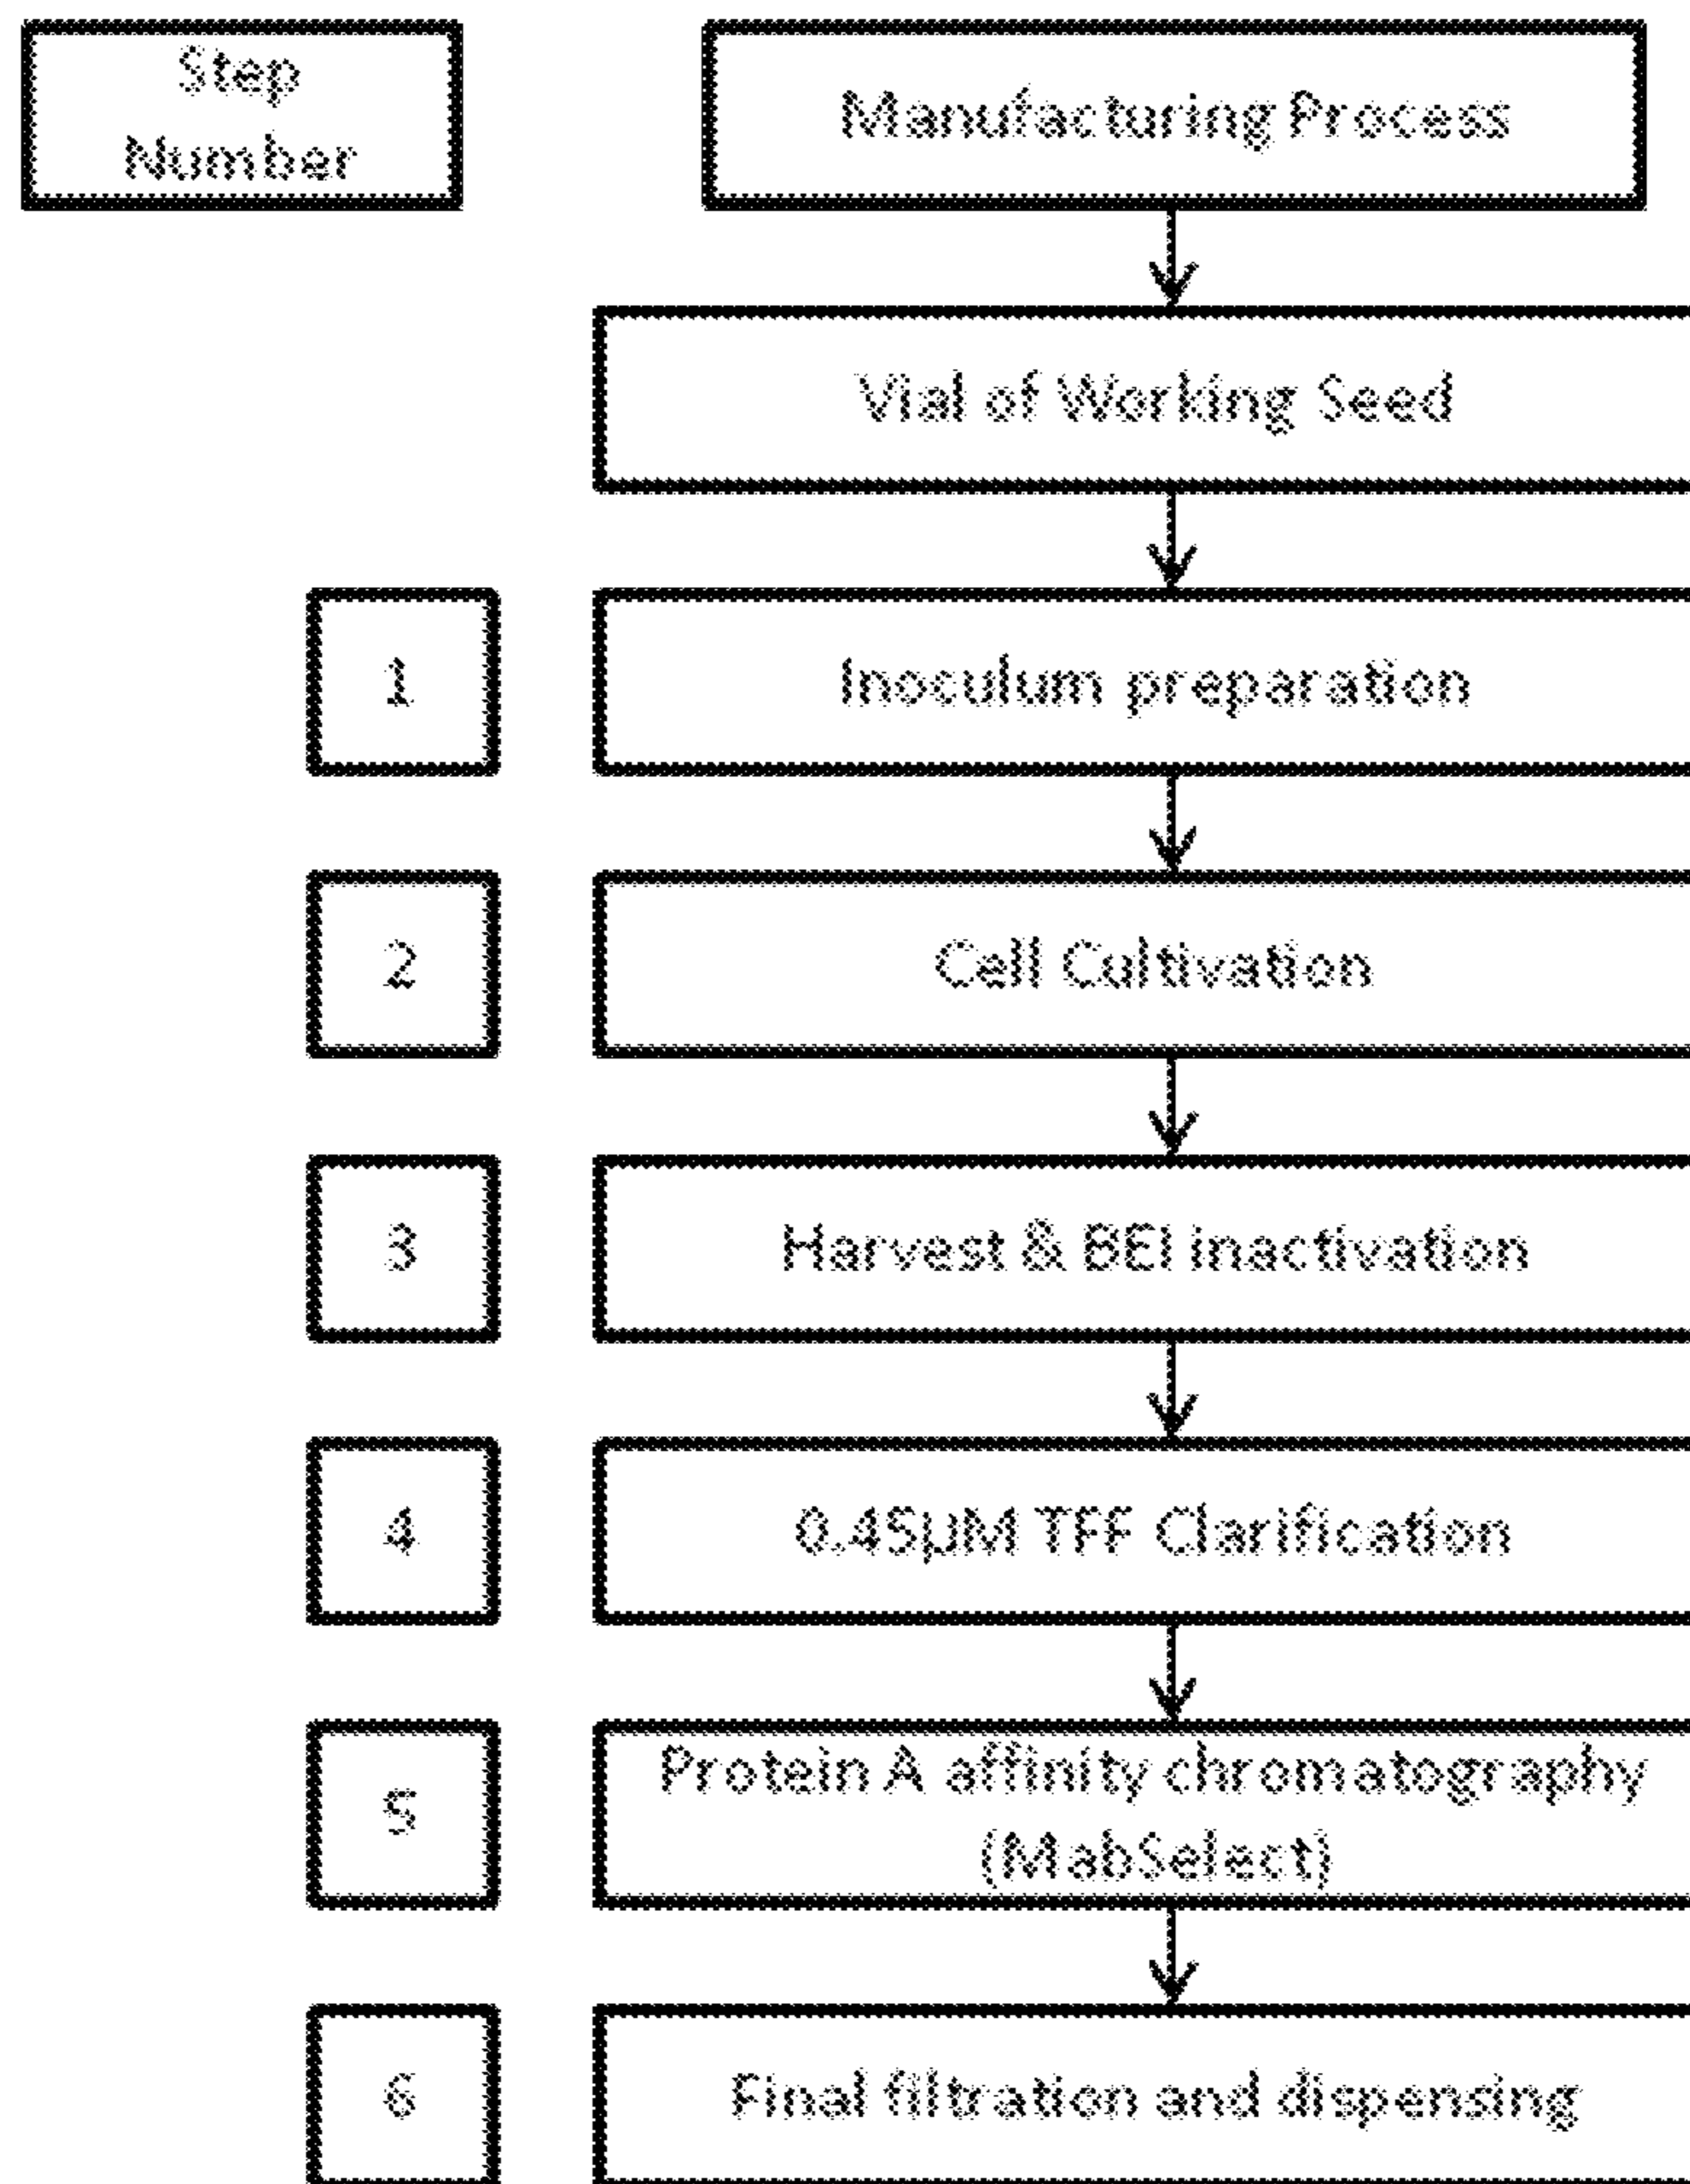 Step
Number
Manufacturing Process
Vial of Working Seed
1
Inoculum preparation
2
Cell Cultivation
3
Harvest & BEI inactivation
4
0.45µM TFF Clarification
5
Protein A affinity chromatography
(MabSelect)
6
Final filtration and dispensing